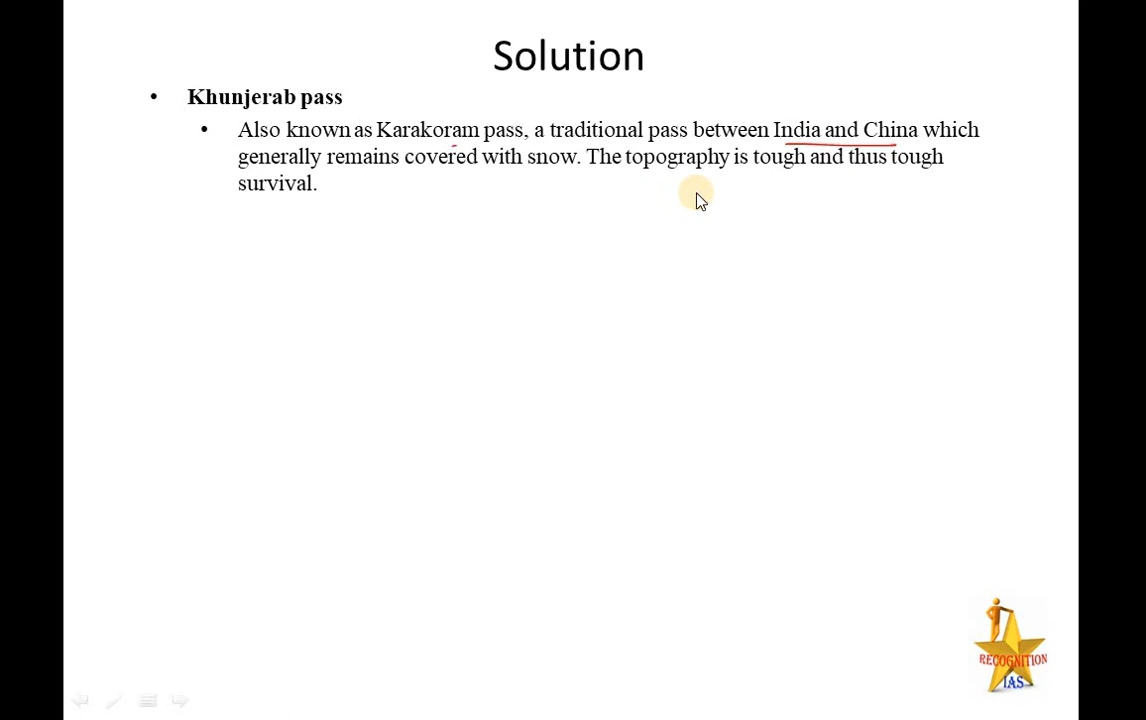 Solution
• Khunjerab pass
• Also known as Karakoram pass, a traditional pass between India and China which
generally remains covered with snow. The topography is tough and thus tough
survival.
RECOGNITION
IAS